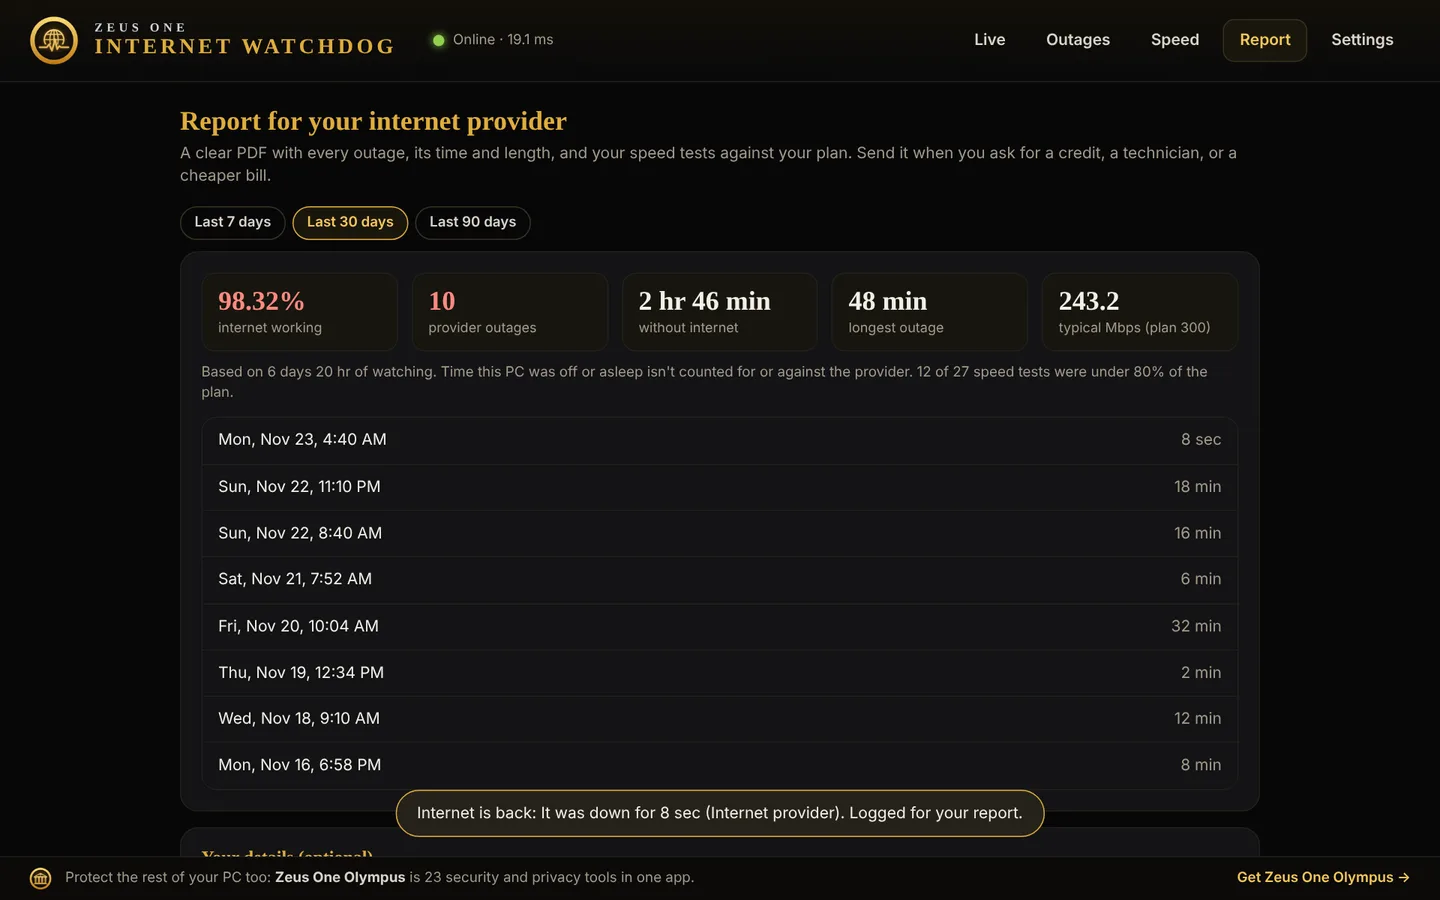 ZEUS ONE
INTERNET WATCHDOG
Online · 19.1 ms
Live
Outages
Speed
Report
Settings
Report for your internet provider
A clear PDF with every outage, its time and length, and your speed tests against your plan. Send it when you ask for a credit, a technician, or a
cheaper bill.
Last 7 days
Last 30 days
Last 90 days
98.32%
internet working
10
provider outages
2 hr 46 min
without internet
48 min
longest outage
243.2
typical Mbps (plan 300)
Based on 6 days 20 hr of watching. Time this PC was off or asleep isn't counted for or against the provider. 12 of 27 speed tests were under 80% of the
plan.
Mon, Nov 23, 4:40 AM 8 sec
Sun, Nov 22, 11:10 PM 18 min
Sun, Nov 22, 8:40 AM 16 min
Sat, Nov 21, 7:52 AM 6 min
Fri, Nov 20, 10:04 AM 32 min
Thu, Nov 19, 12:34 PM 2 min
Wed, Nov 18, 9:10 AM 12 min
Mon, Nov 16, 6:58 PM 8 min
Internet is back: It was down for 8 sec (Internet provider). Logged for your report.
Your details (optional)
Protect the rest of your PC too: Zeus One Olympus is 23 security and privacy tools in one app.
Get Zeus One Olympus →